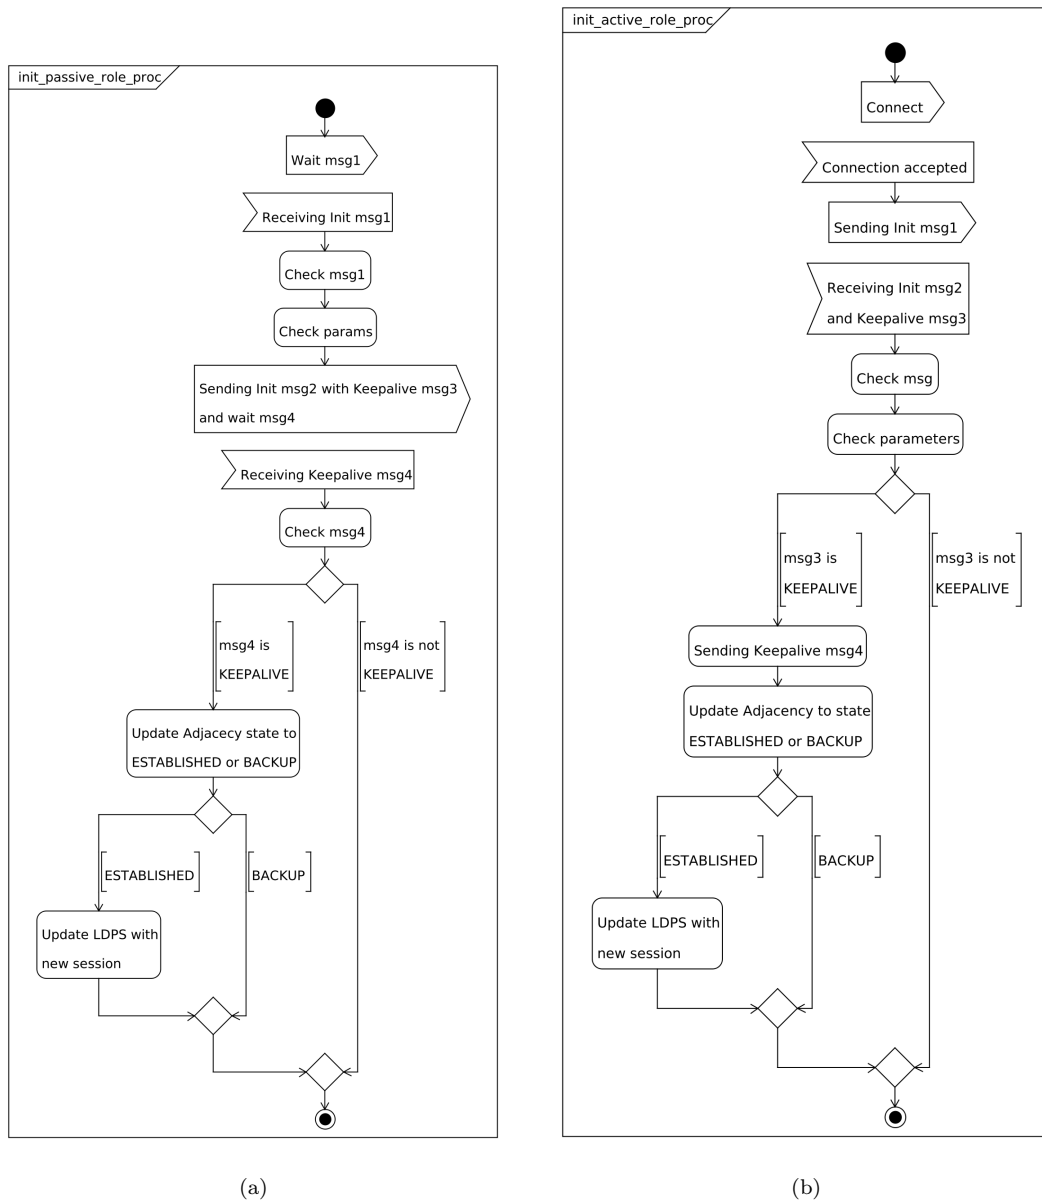 init_passive_role_proc
Wait msg1
Receiving Init msg1
Check msg1
Check params
Sending Init msg2 with Keepalive msg3
and wait msg4
Receiving Keepalive msg4
Check msg4
msg4 is
KEEPALIVE
msg4 is not
KEEPALIVE
Update Adjacecy state to
ESTABLISHED or BACKUP
ESTABLISHED
BACKUP
Update LDPS with
new session
(a)
init_active_role_proc
Connect
Connection accepted
Sending Init msg1
Receiving Init msg2
and Keepalive msg3
Check msg
Check parameters
msg3 is
KEEPALIVE
msg3 is not
KEEPALIVE
Sending Keepalive msg4
Update Adjacency to state
ESTABLISHED or BACKUP
ESTABLISHED
BACKUP
Update LDPS with
new session
(b)